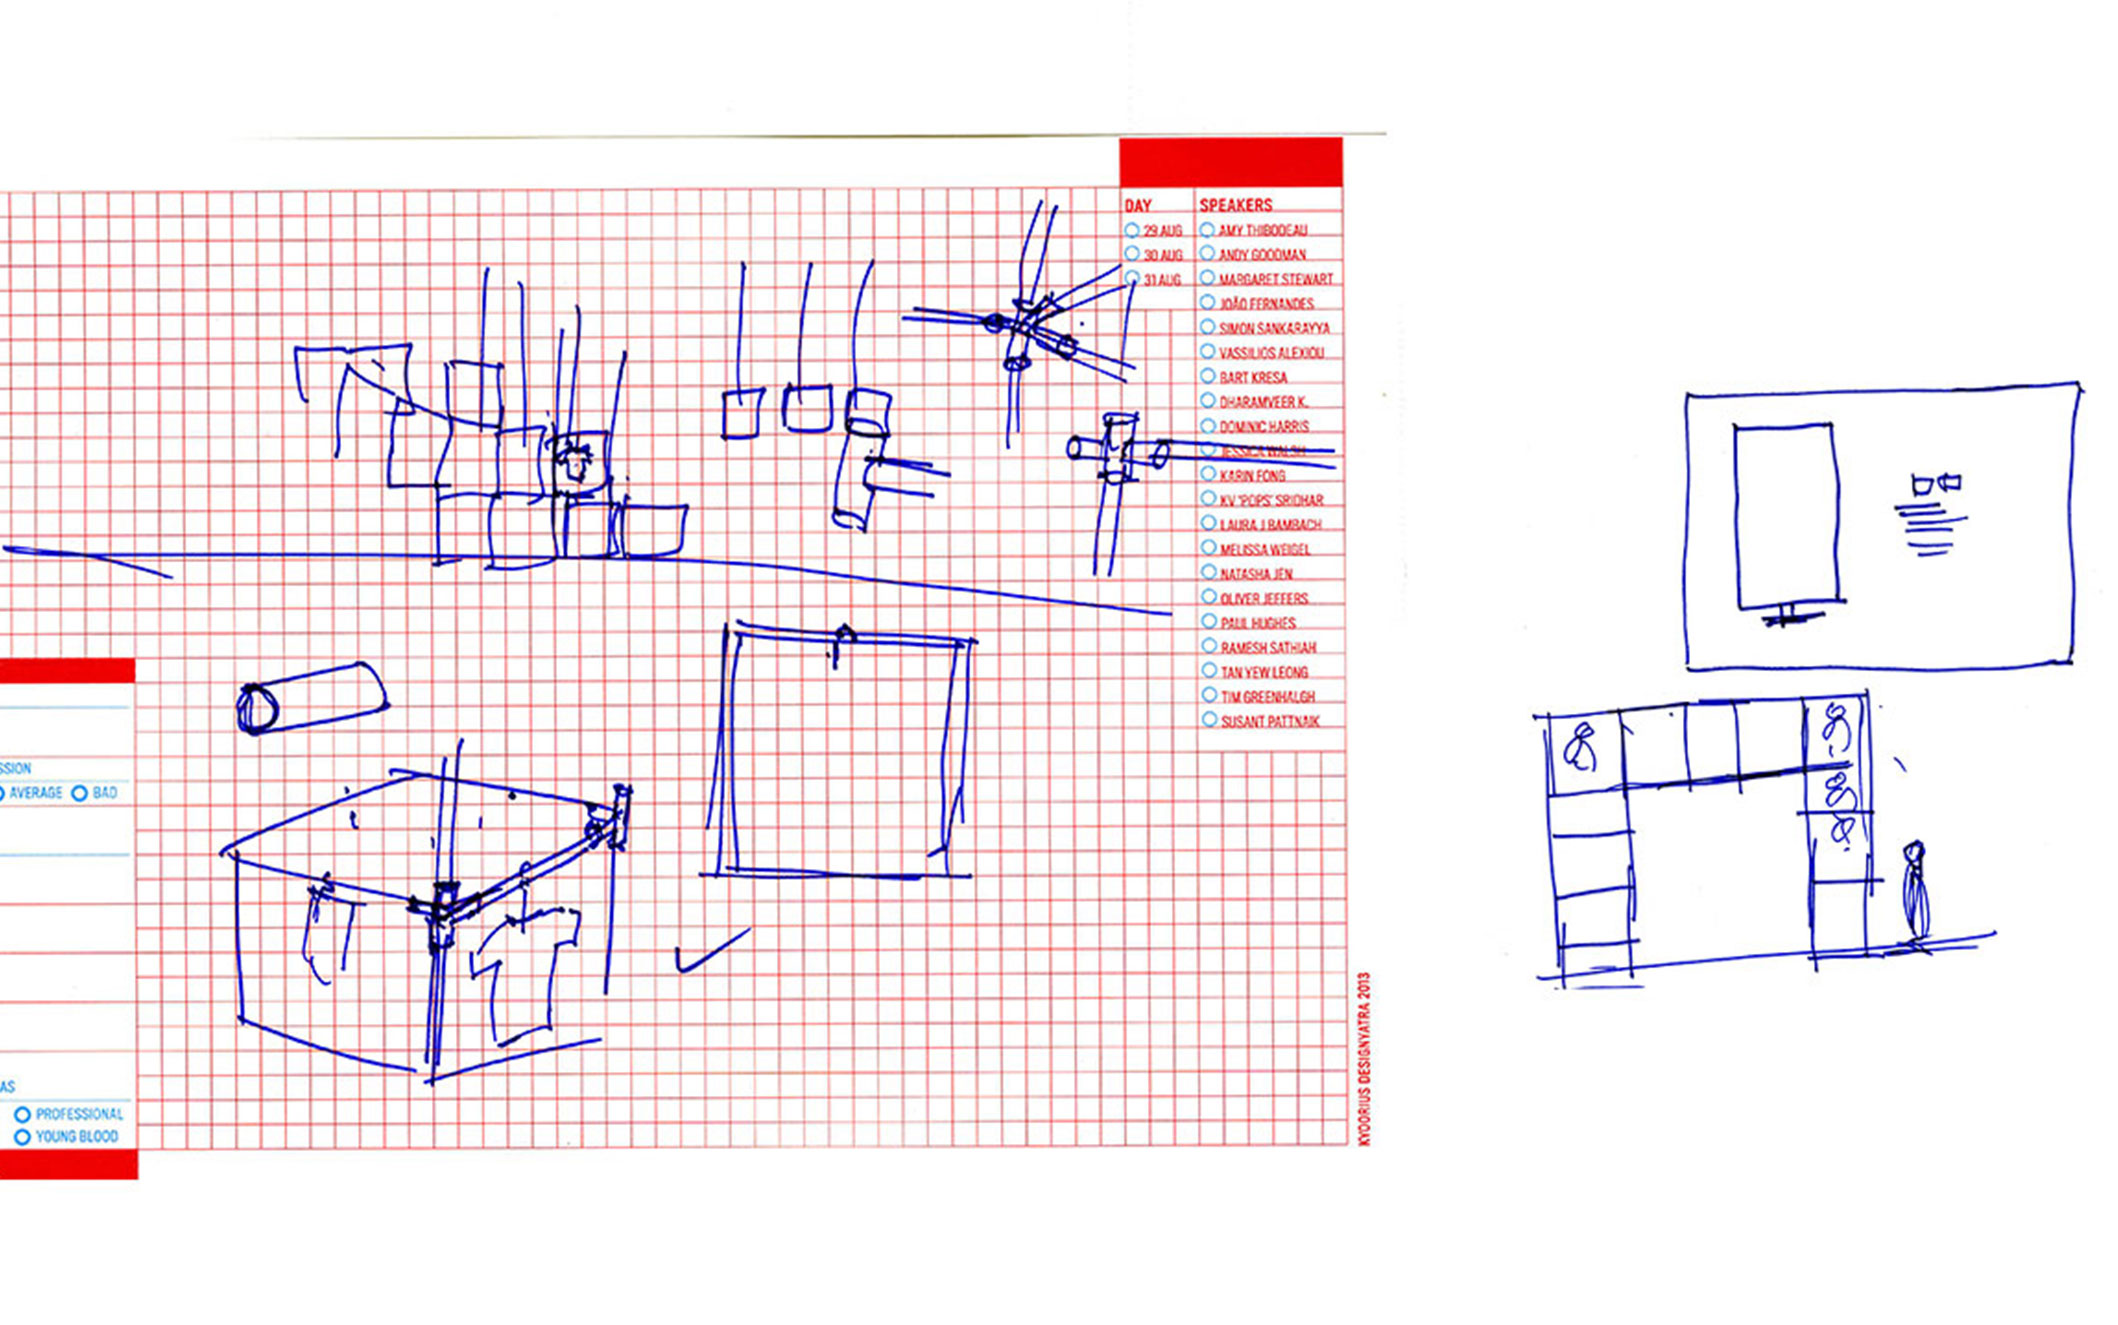 DAY
29 AUG
30 AUG
31 AUG
SPEAKERS
AMY THIBODEAU
ANDY GOODMAN
MARGARET STEWART
JOÃO FERNANDES
SIMON SANKARAYYA
VASSILIOS ALEXIOU
BART KRESA
DHARAMVEER K.
DOMINIC HARRIS
JESSICA WALSH
KARIN FONG
KV 'POPS' SRIDHAR
LAURA J BAMBACH
MELISSA WEIGEL
NATASHA JEN
OLIVER JEFFERS
PAUL HUGHES
RAMESH SATHIAH
TAN YEW LEONG
TIM GREENHALGH
SUSANT PATTNAIK
SSION
AVERAGE BAD
AS
PROFESSIONAL
YOUNG BLOOD
KYOORIUS DESIGNYATRA 2013